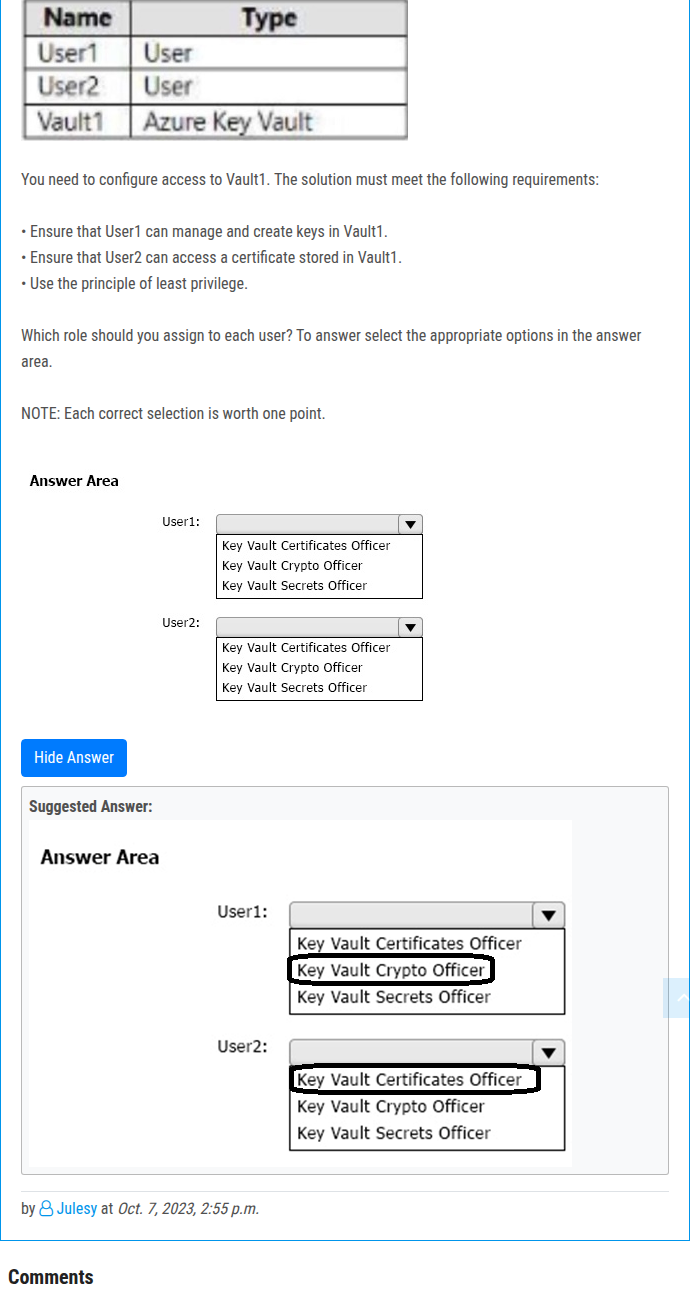 Name Type
User1 User
User2 User
Vault1 Azure Key Vault
You need to configure access to Vault1. The solution must meet the following requirements:
• Ensure that User1 can manage and create keys in Vault1.
• Ensure that User2 can access a certificate stored in Vault1.
• Use the principle of least privilege.
Which role should you assign to each user? To answer select the appropriate options in the answer
area.
NOTE: Each correct selection is worth one point.
Answer Area
User1:
Key Vault Certificates Officer
Key Vault Crypto Officer
Key Vault Secrets Officer
User2:
Key Vault Certificates Officer
Key Vault Crypto Officer
Key Vault Secrets Officer
Hide Answer
Suggested Answer:
Answer Area
User1:
Key Vault Certificates Officer
Key Vault Crypto Officer
Key Vault Secrets Officer
User2:
Key Vault Certificates Officer
Key Vault Crypto Officer
Key Vault Secrets Officer
by Julesy at Oct. 7, 2023, 2:55 p.m.
Comments